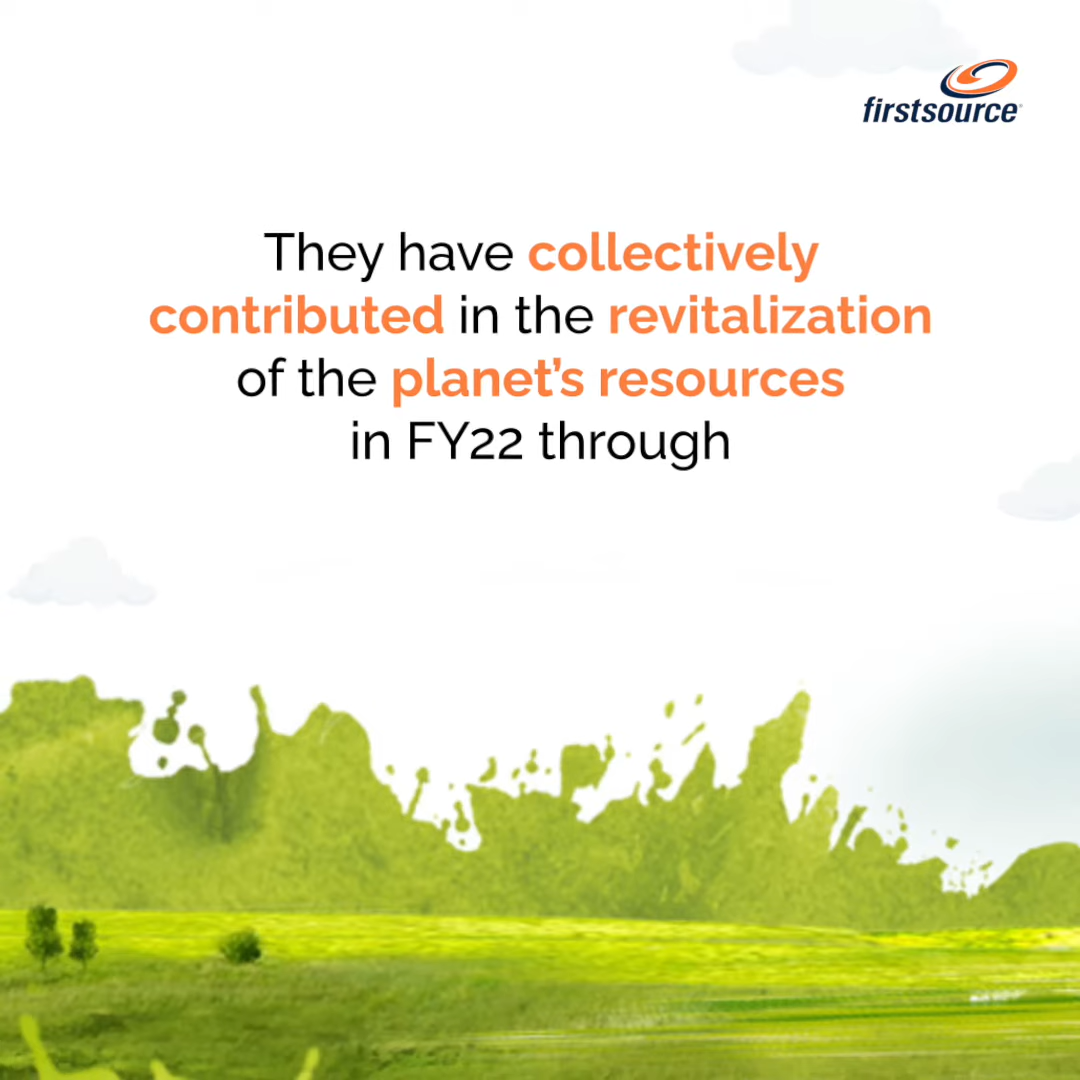 firstsource
They have collectively
contributed in the revitalization
of the planet’s resources
in FY22 through